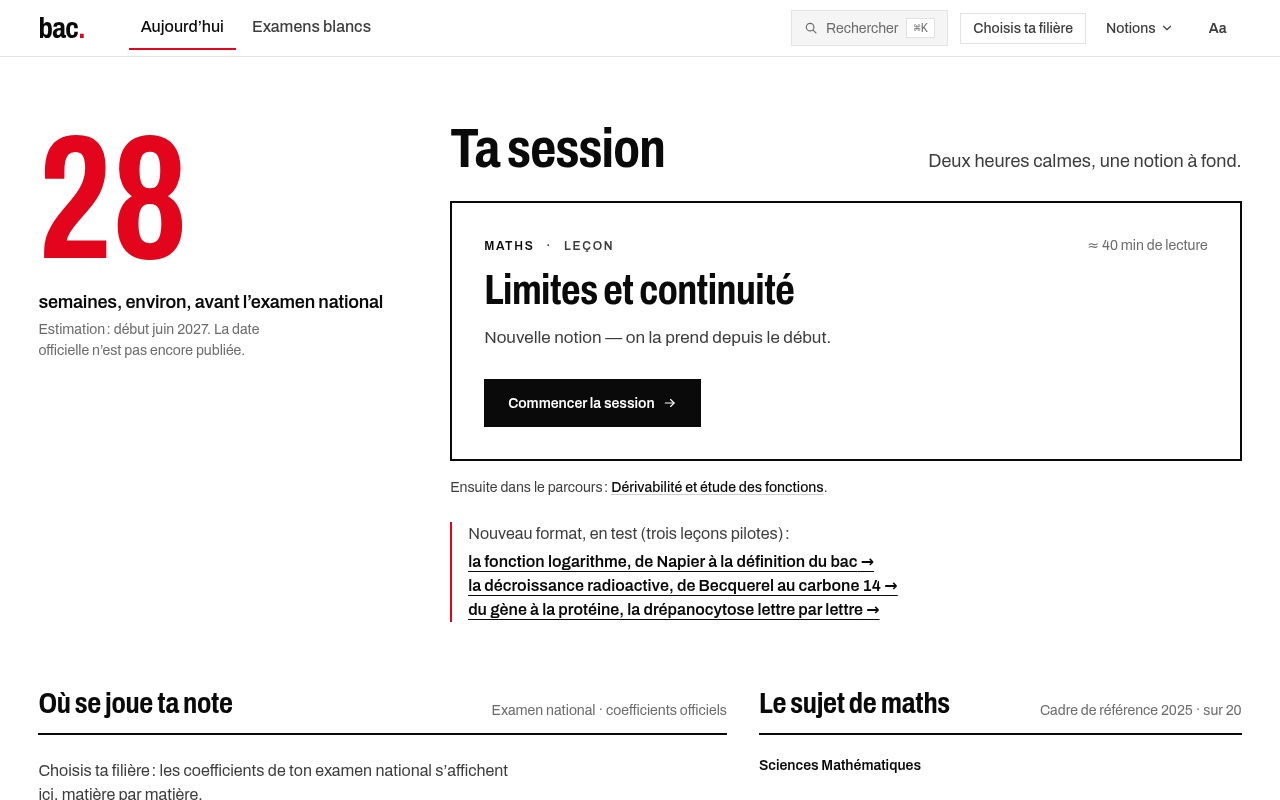 bac.
Aujourd’hui
Examens blancs
Rechercher ⌘K
Choisis ta filière
Notions
Aa
28
semaines, environ, avant l’examen national
Estimation : début juin 2027. La date
officielle n’est pas encore publiée.
Ta session
Deux heures calmes, une notion à fond.
MATHS · LEÇON
≈ 40 min de lecture
Limites et continuité
Nouvelle notion — on la prend depuis le début.
Commencer la session →
Ensuite dans le parcours : Dérivabilité et étude des fonctions.
Nouveau format, en test (trois leçons pilotes) :
la fonction logarithme, de Napier à la définition du bac →
la décroissance radioactive, de Becquerel au carbone 14 →
du gène à la protéine, la drépanocytose lettre par lettre →
Où se joue ta note
Examen national · coefficients officiels
Choisis ta filière : les coefficients de ton examen national s’affichent
ici, matière par matière.
Le sujet de maths
Cadre de référence 2025 · sur 20
Sciences Mathématiques